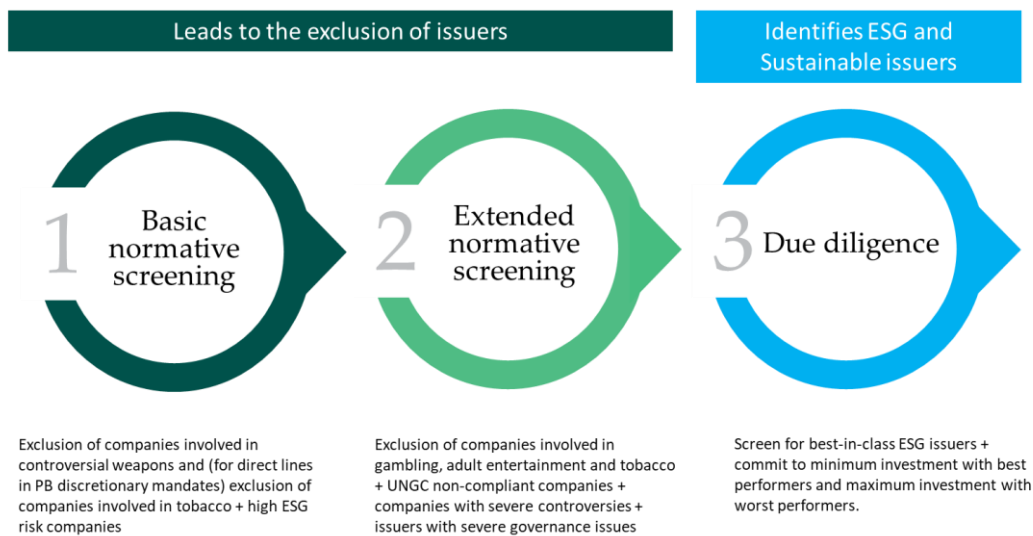 Leads to the exclusion of issuers
Identifies ESG and
Sustainable issuers
1
Basic
normative
screening
2
Extended
normative
screening
3
Due diligence
Exclusion of companies involved in
controversial weapons and (for direct lines
in PB discretionary mandates) exclusion of
companies involved in tobacco + high ESG
risk companies
Exclusion of companies involved in
gambling, adult entertainment and tobacco
+ UNGC non-compliant companies +
companies with severe controversies +
issuers with severe governance issues
Screen for best-in-class ESG issuers +
commit to minimum investment with best
performers and maximum investment with
worst performers.